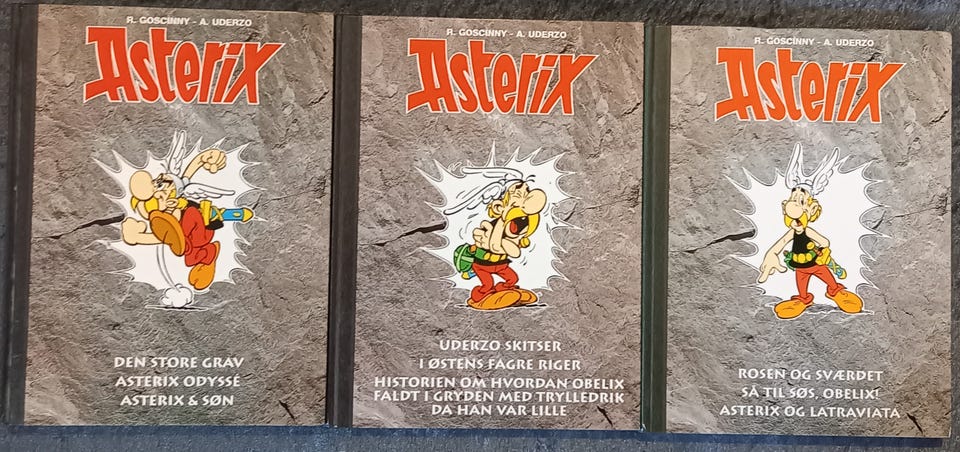 R. GOSCINNY - A. UDERZO
Asterix
DEN STORE GRAV
ASTERIX ODYSSÉ
ASTERIX & SØN
R. GOSCINNY - A. UDERZO
Asterix
UDERZO SKITSER
I ØSTENS FAGRE RIGER
HISTORIEN OM HVORDAN OBELIX
FALDT I GRYDEN MED TRYLLEDRIK
DA HAN VAR LILLE
R. GOSCINNY - A. UDERZO
Asterix
ROSEN OG SVÆRDET
SÅ TIL SØS, OBELIX!
ASTERIX OG LATRAVIATA